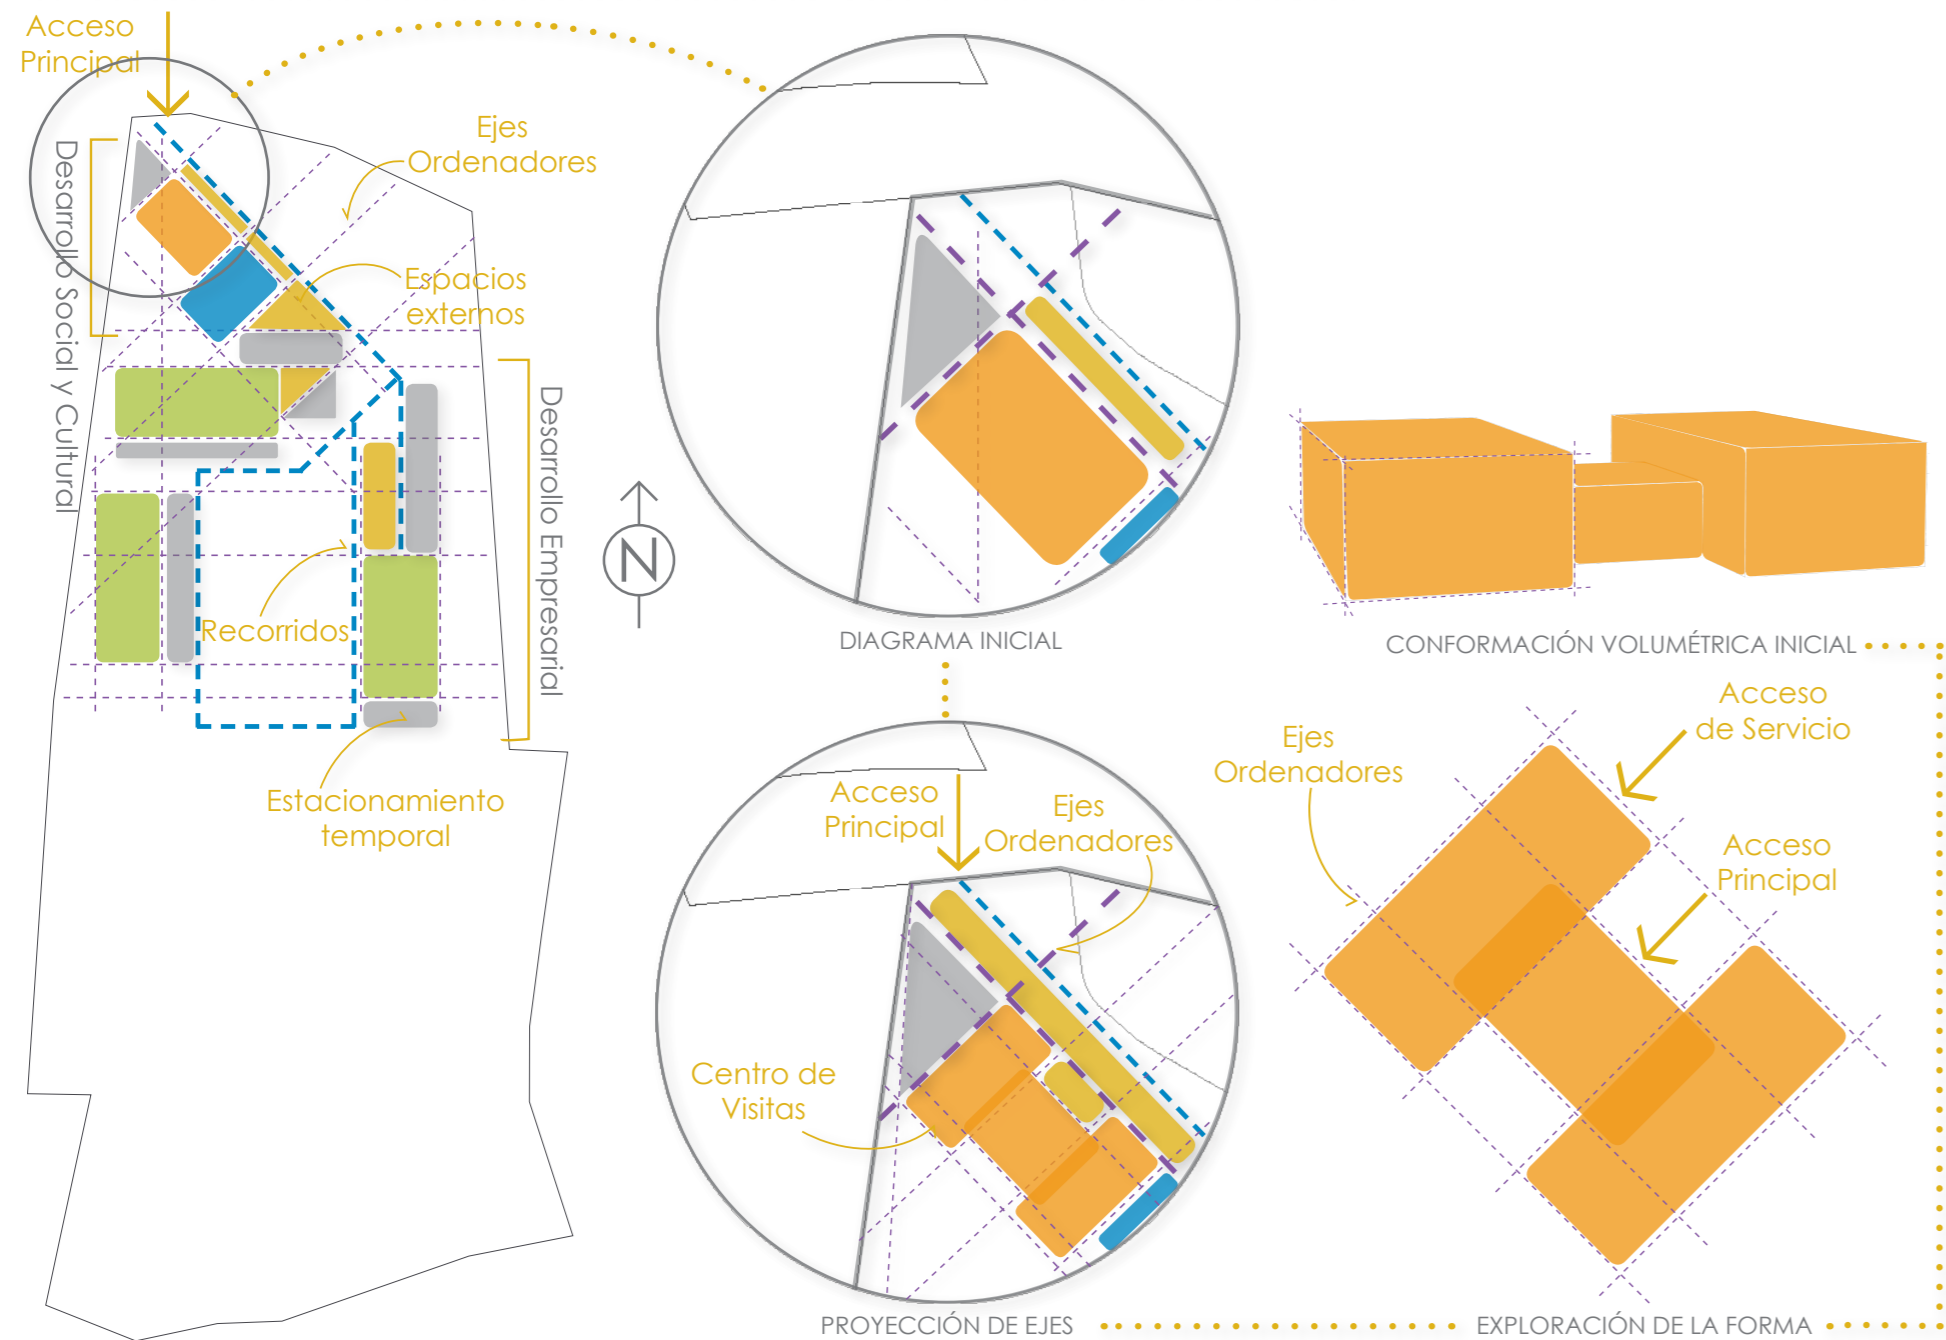 Acceso
Principal
Ejes
Ordenadores
Desarrollo Social y Cultural
Espacios
externos
Desarrollo Empresarial
Recorridos
Estacionamiento
temporal
N
DIAGRAMA INICIAL
Acceso
Principal
Ejes
Ordenadores
Centro de
Visitas
PROYECCIÓN DE EJES
CONFORMACIÓN VOLUMÉTRICA INICIAL
Acceso
de Servicio
Ejes
Ordenadores
Acceso
Principal
EXPLORACIÓN DE LA FORMA